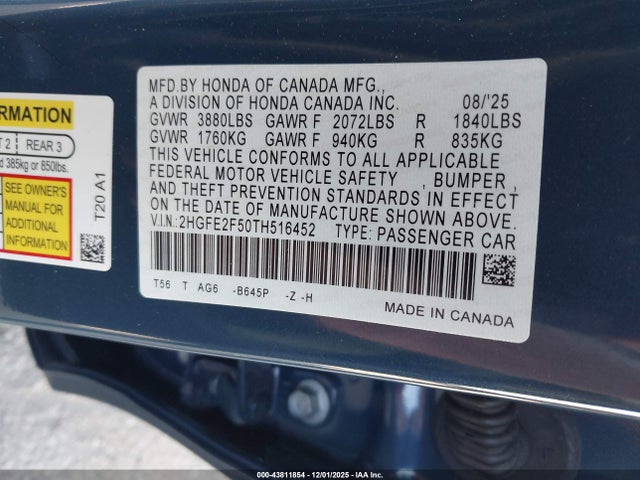 RMATION
T 2 | REAR 3
d 385kg or 850lbs.
SEE OWNER'S
MANUAL FOR
ADDITIONAL
INFORMATION
T20 A1
MFD.BY HONDA OF CANADA MFG.,
A DIVISION OF HONDA CANADA INC. 08/'25
GVWR 3880LBS GAWR F 2072LBS R 1840LBS
GVWR 1760KG GAWR F 940KG R 835KG
THIS VEHICLE CONFORMS TO ALL APPLICABLE
FEDERAL MOTOR VEHICLE SAFETY , BUMPER ,
AND THEFT PREVENTION STANDARDS IN EFFECT
ON THE DATE OF MANUFACTURE SHOWN ABOVE.
V.I.N:2HGFE2F50TH516452 TYPE: PASSENGER CAR
T56 T AG6 -B645P -Z -H
MADE IN CANADA
©-43811854 | 12/01/2025 | IAA Inc.